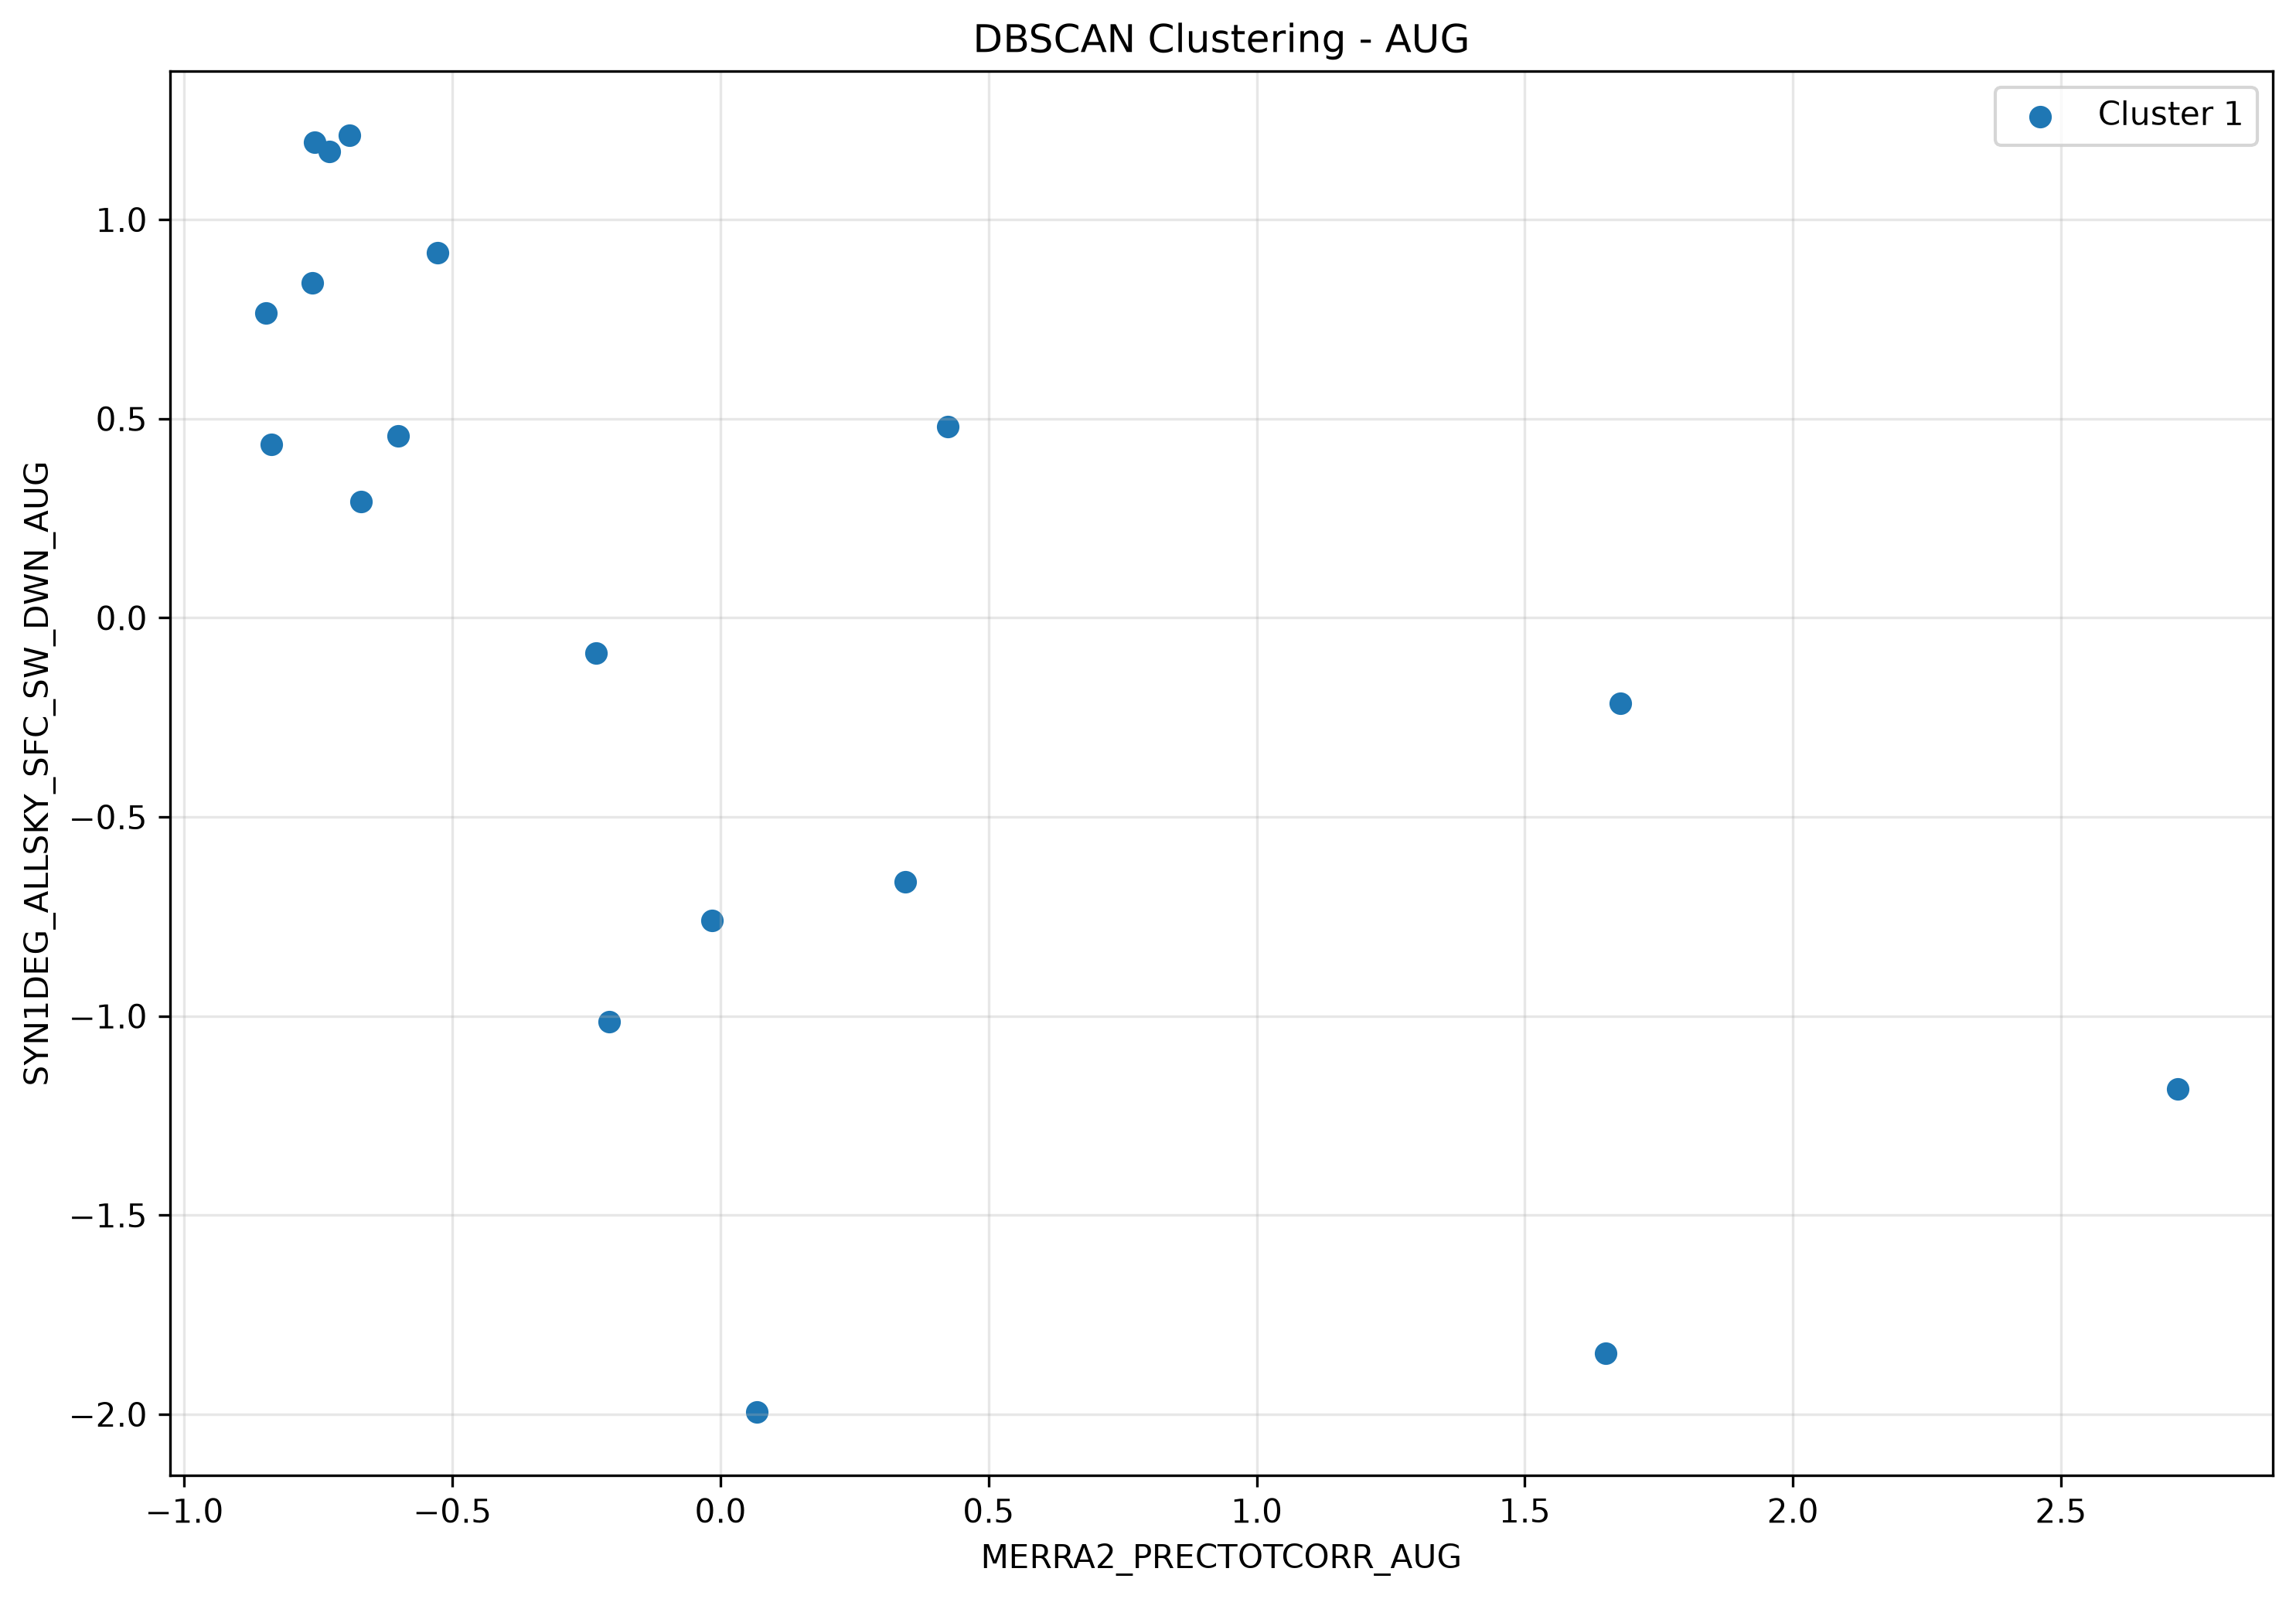 DBSCAN Clustering - AUG
Cluster 1
1.0
0.5
0.0
−0.5
−1.0
−1.5
−2.0
SYN1DEG_ALLSKY_SFC_SW_DWN_AUG
−1.0 −0.5 0.0 0.5 1.0 1.5 2.0 2.5
MERRA2_PRECTOTCORR_AUG